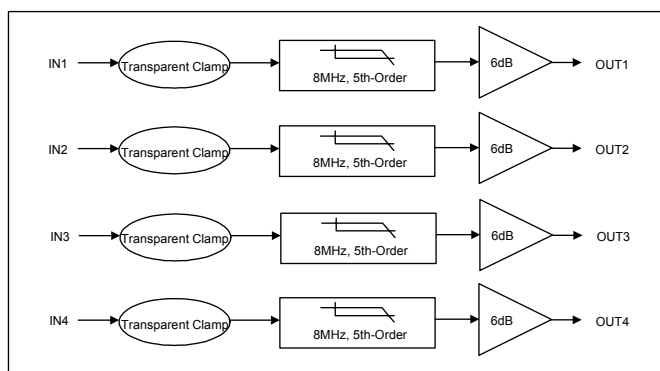 IN1 Transparent Clamp 8MHz, 5th-Order 6dB OUT1
IN2 Transparent Clamp 8MHz, 5th-Order 6dB OUT2
IN3 Transparent Clamp 8MHz, 5th-Order 6dB OUT3
IN4 Transparent Clamp 8MHz, 5th-Order 6dB OUT4